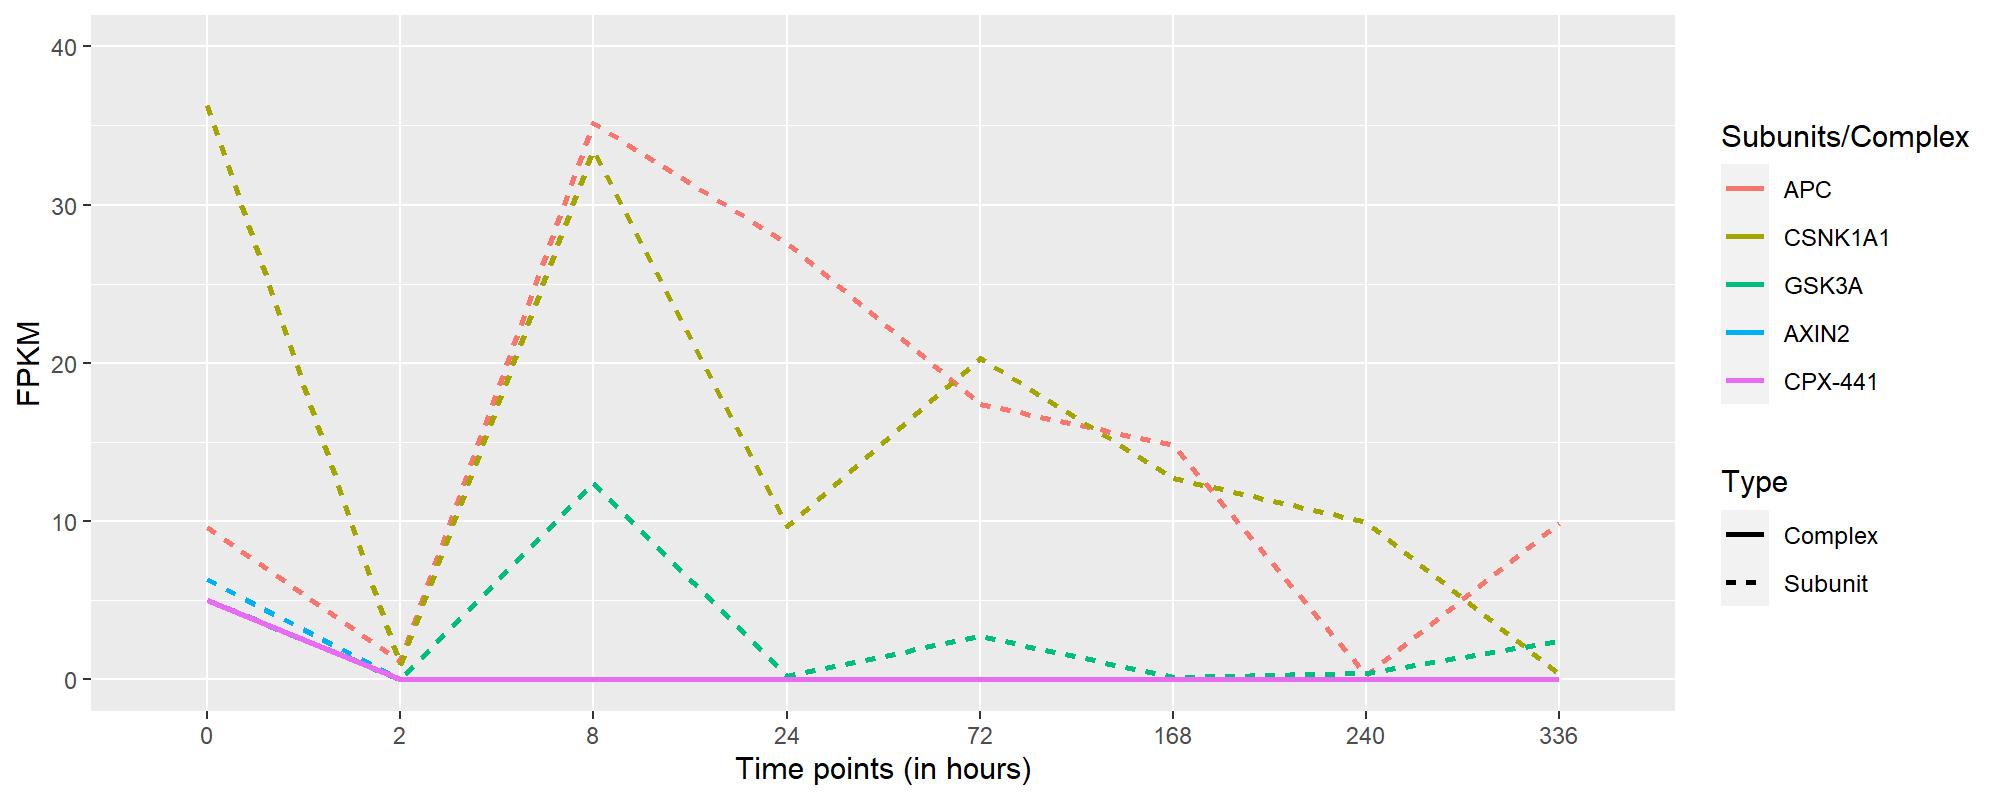 FPKM
40
30
20
10
0
0 2 8 24 72 168 240 336
Time points (in hours)
Subunits/Complex
APC
CSNK1A1
GSK3A
AXIN2
CPX-441
Type
Complex
Subunit